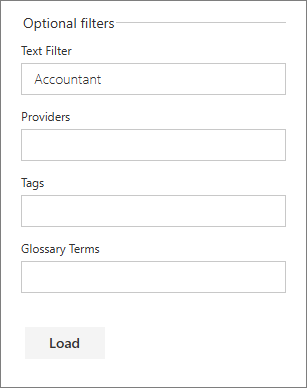 Optional filters
Text Filter
Accountant
Providers
Tags
Glossary Terms
Load